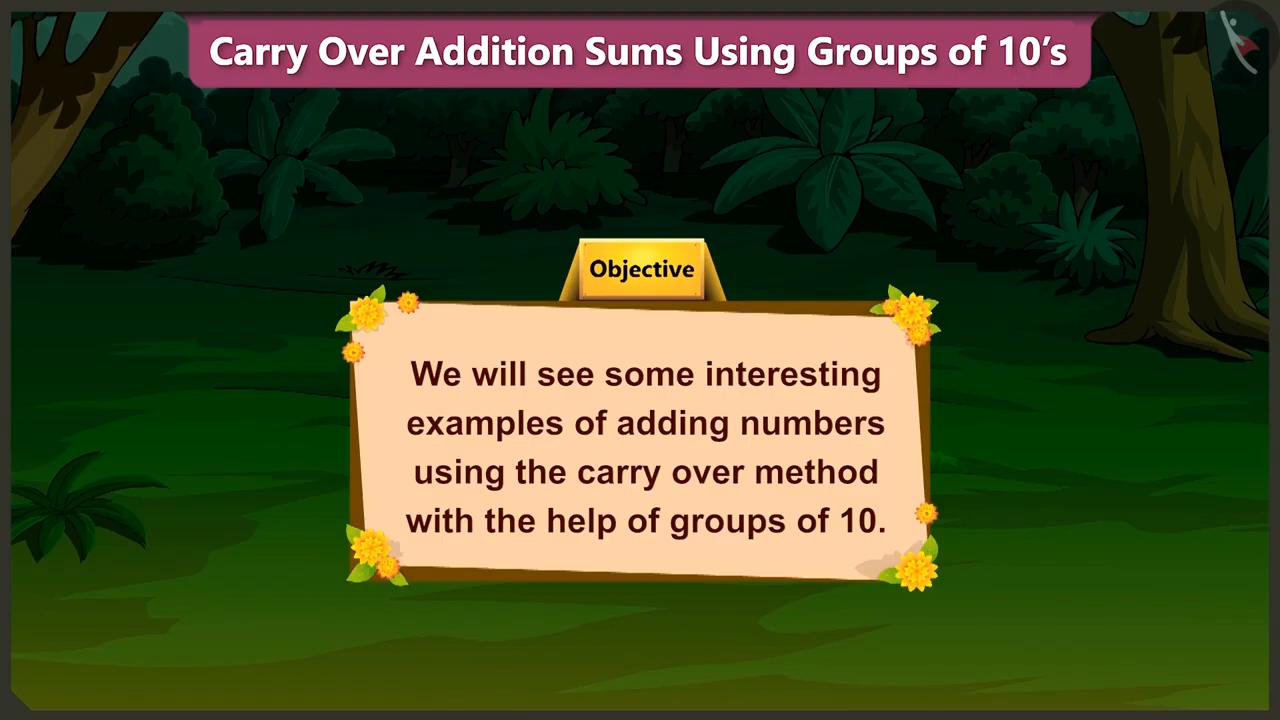 Carry Over Addition Sums Using Groups of 10’s
Objective
We will see some interesting
examples of adding numbers
using the carry over method
with the help of groups of 10.